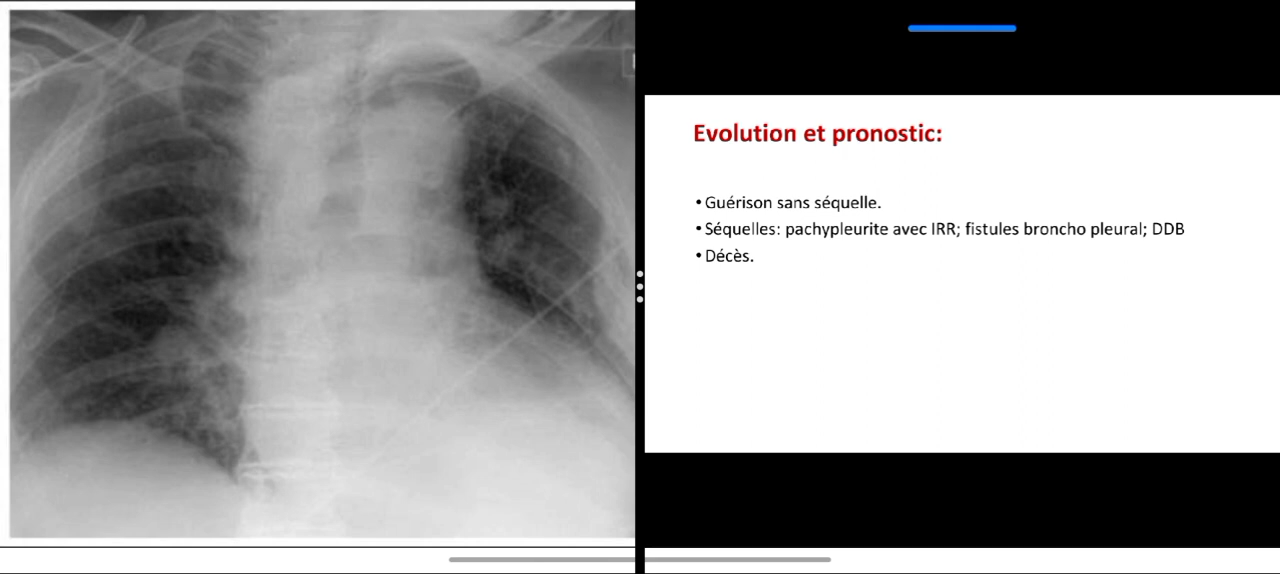 Evolution et pronostic:
• Guérison sans séquelle.
• Séquelles: pachypleurite avec IRR; fistules broncho pleural; DDB
• Décès.